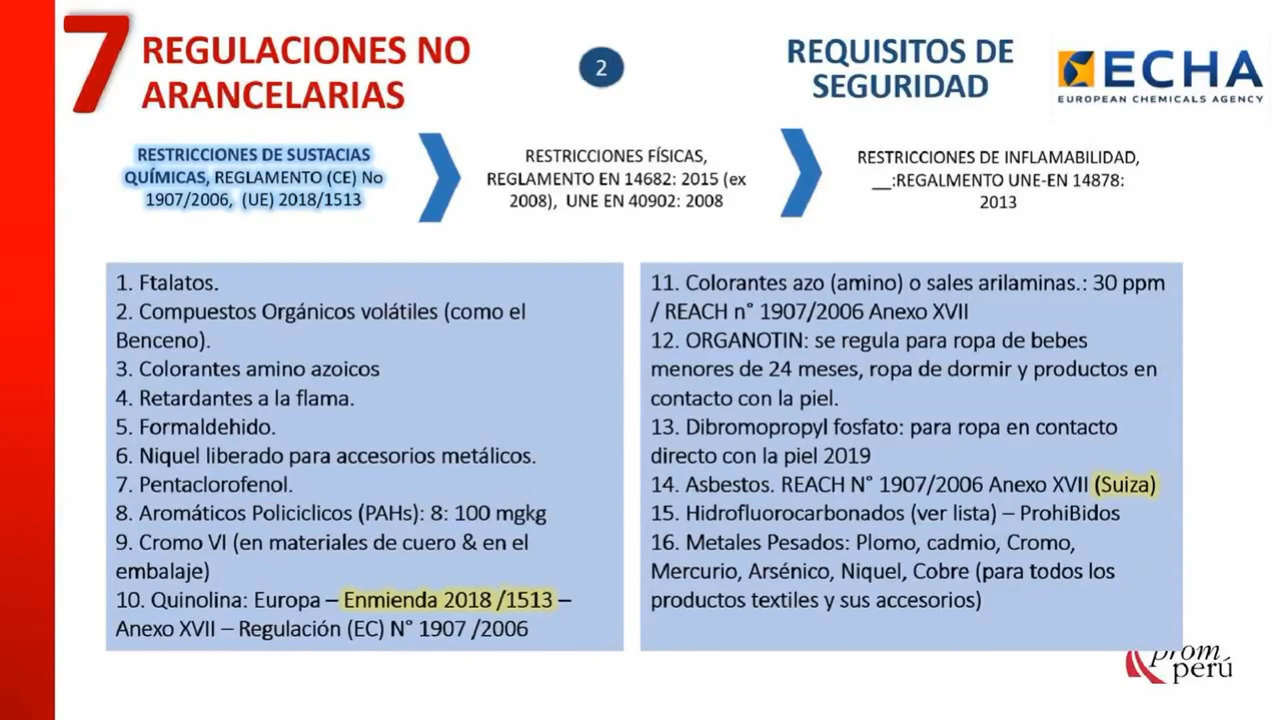 7 REGULACIONES NO
ARANCELARIAS
2
REQUISITOS DE
SEGURIDAD
ECHA
EUROPEAN CHEMICALS AGENCY
RESTRICCIONES DE SUSTACIAS
QUÍMICAS, REGLAMENTO (CE) No
1907/2006, (UE) 2018/1513
RESTRICCIONES FÍSICAS,
REGLAMENTO EN 14682: 2015 (ex
2008), UNE EN 40902: 2008
RESTRICCIONES DE INFLAMABILIDAD,
__:REGALMENTO UNE-EN 14878:
2013
1. Ftalatos.
2. Compuestos Orgánicos volátiles (como el
Benceno).
3. Colorantes amino azoicos
4. Retardantes a la flama.
5. Formaldehido.
6. Niquel liberado para accesorios metálicos.
7. Pentaclorofenol.
8. Aromáticos Policiclicos (PAHs): 8: 100 mgkg
9. Cromo VI (en materiales de cuero & en el
embalaje)
10. Quinolina: Europa – Enmienda 2018 /1513 –
Anexo XVII – Regulación (EC) N° 1907 /2006
11. Colorantes azo (amino) o sales arilaminas.: 30 ppm
/ REACH n° 1907/2006 Anexo XVII
12. ORGANOTIN: se regula para ropa de bebes
menores de 24 meses, ropa de dormir y productos en
contacto con la piel.
13. Dibromopropyl fosfato: para ropa en contacto
directo con la piel 2019
14. Asbestos. REACH N° 1907/2006 Anexo XVII (Suiza)
15. Hidrofluorocarbonados (ver lista) – ProhiBidos
16. Metales Pesados: Plomo, cadmio, Cromo,
Mercurio, Arsénico, Niquel, Cobre (para todos los
productos textiles y sus accesorios)
prom
perú